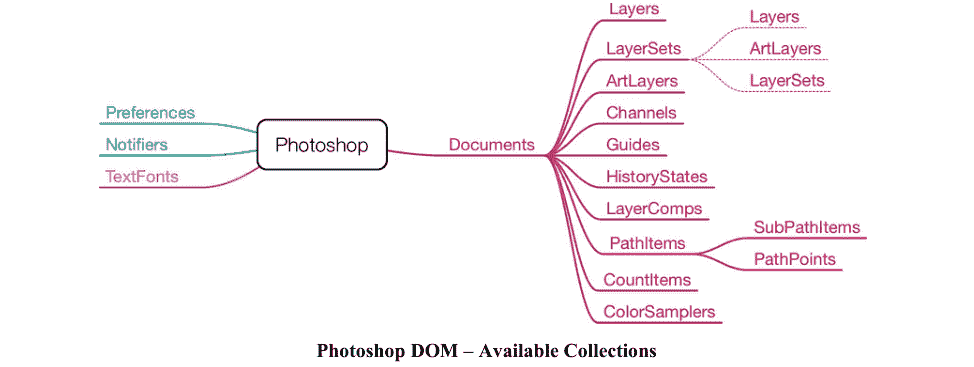 Layers
LayerSets
Layers
ArtLayers
LayerSets
ArtLayers
Channels
Guides
HistoryStates
LayerComps
PathItems
SubPathItems
PathPoints
CountItems
ColorSamplers
Documents
Photoshop
Preferences
Notifiers
TextFonts
Photoshop DOM – Available Collections